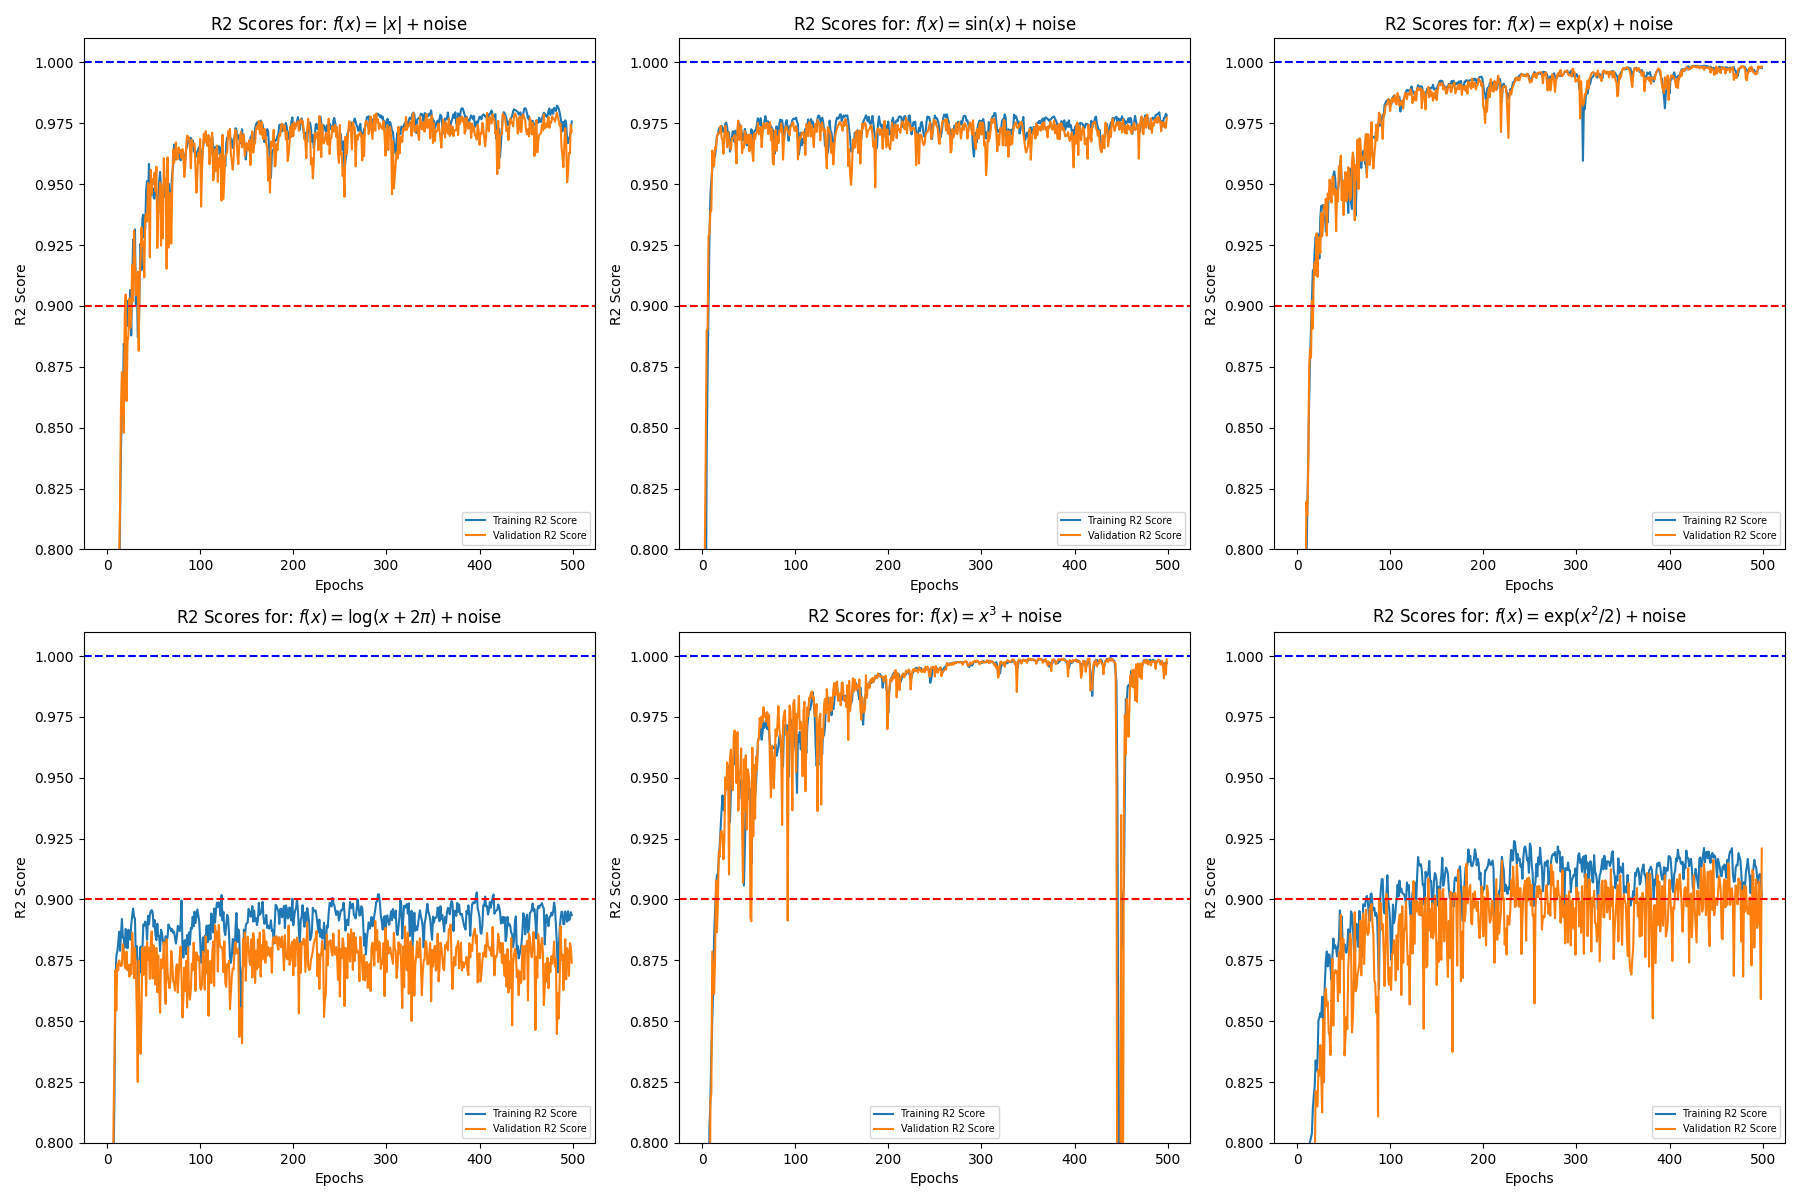 R2 Scores for: f(x) = |x| + noise
R2 Score
1.000
0.975
0.950
0.925
0.900
0.875
0.850
0.825
0.800
Training R2 Score
Validation R2 Score
0 100 200 300 400 500
Epochs
R2 Scores for: f(x) = sin(x) + noise
R2 Score
1.000
0.975
0.950
0.925
0.900
0.875
0.850
0.825
0.800
Training R2 Score
Validation R2 Score
0 100 200 300 400 500
Epochs
R2 Scores for: f(x) = exp(x) + noise
R2 Score
1.000
0.975
0.950
0.925
0.900
0.875
0.850
0.825
0.800
Training R2 Score
Validation R2 Score
0 100 200 300 400 500
Epochs
R2 Scores for: f(x) = log(x + 2π) + noise
R2 Score
1.000
0.975
0.950
0.925
0.900
0.875
0.850
0.825
0.800
Training R2 Score
Validation R2 Score
0 100 200 300 400 500
Epochs
R2 Scores for: f(x) = x³ + noise
R2 Score
1.000
0.975
0.950
0.925
0.900
0.875
0.850
0.825
0.800
Training R2 Score
Validation R2 Score
0 100 200 300 400 500
Epochs
R2 Scores for: f(x) = exp(x²/2) + noise
R2 Score
1.000
0.975
0.950
0.925
0.900
0.875
0.850
0.825
0.800
Training R2 Score
Validation R2 Score
0 100 200 300 400 500
Epochs